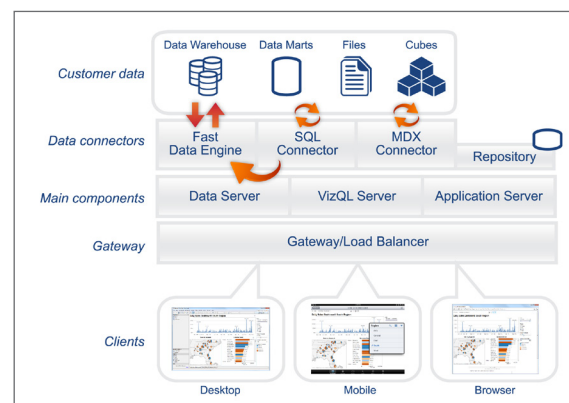 Data Warehouse
Data Marts
Files
Cubes
Customer data
Data connectors
Fast
Data Engine
SQL
Connector
MDX
Connector
Repository
Main components
Data Server
VizQL Server
Application Server
Gateway
Gateway/Load Balancer
Clients
Desktop
Mobile
Browser